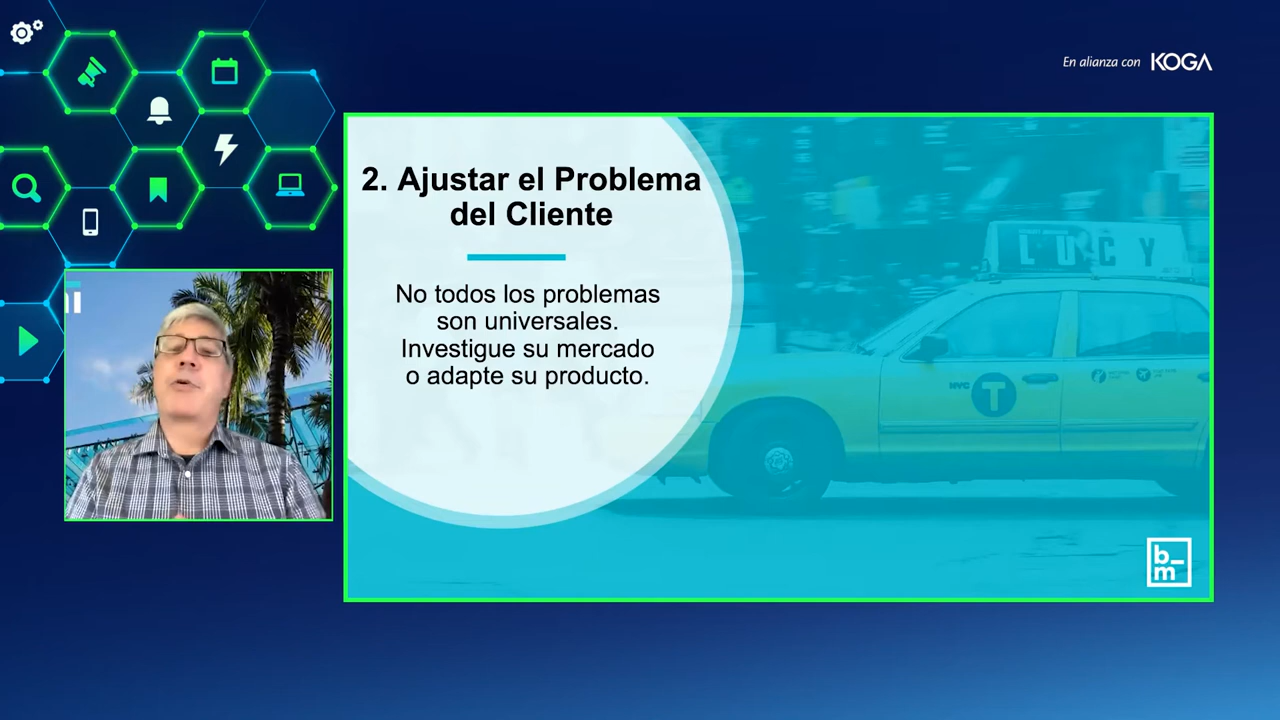 En alianza con KOGA
2. Ajustar el Problema
del Cliente
No todos los problemas
son universales.
Investigue su mercado
o adapte su producto.
LUCY
NYC T
b_
m